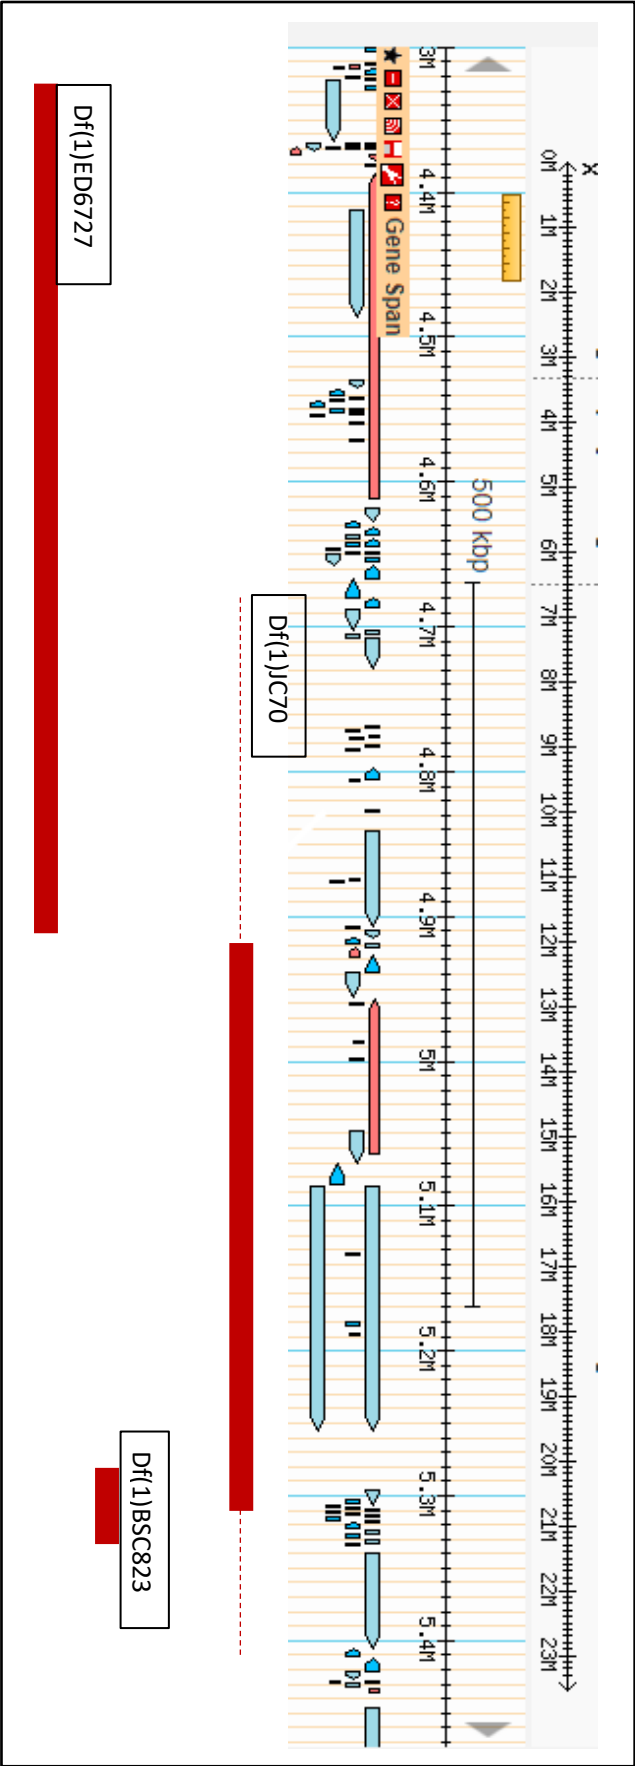 X
0M 1M 2M 3M 4M 5M 6M 7M 8M 9M 10M 11M 12M 13M 14M 15M 16M 17M 18M 19M 20M 21M 22M 23M
500 kbp
3M 4.4M 4.5M 4.6M 4.7M 4.8M 4.9M 5M 5.1M 5.2M 5.3M 5.4M
? Gene Span
Df(1)JC70
Df(1)BSC823
Df(1)ED6727